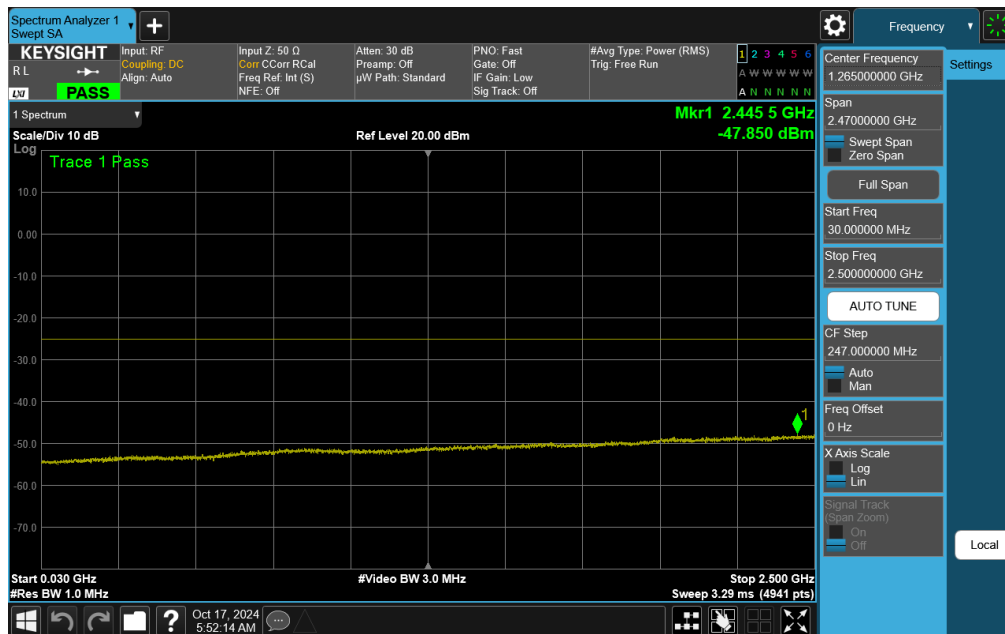 Spectrum Analyzer 1
Swept SA
+
Frequency
KEYSIGHT
R L
LXI
PASS
Input: RF
Coupling: DC
Align: Auto
Input Z: 50 Ω
Corr CCorr RCal
Freq Ref: Int (S)
NFE: Off
Atten: 30 dB
Preamp: Off
µW Path: Standard
PNO: Fast
Gate: Off
IF Gain: Low
Sig Track: Off
#Avg Type: Power (RMS)
Trig: Free Run
1 2 3 4 5 6
A W W W W W
A N N N N N
1 Spectrum
Scale/Div 10 dB
Log
Ref Level 20.00 dBm
Mkr1 2.445 5 GHz
-47.850 dBm
Trace 1 Pass
10.0
0.00
-10.0
-20.0
-30.0
-40.0
-50.0
-60.0
-70.0
1
Start 0.030 GHz
#Res BW 1.0 MHz
#Video BW 3.0 MHz
Stop 2.500 GHz
Sweep 3.29 ms (4941 pts)
Center Frequency
1.265000000 GHz
Span
2.47000000 GHz
Swept Span
Zero Span
Full Span
Start Freq
30.000000 MHz
Stop Freq
2.500000000 GHz
AUTO TUNE
CF Step
247.000000 MHz
Auto
Man
Freq Offset
0 Hz
X Axis Scale
Log
Lin
Signal Track
(Span Zoom)
On
Off
Settings
Local
?
Oct 17, 2024
5:52:14 AM